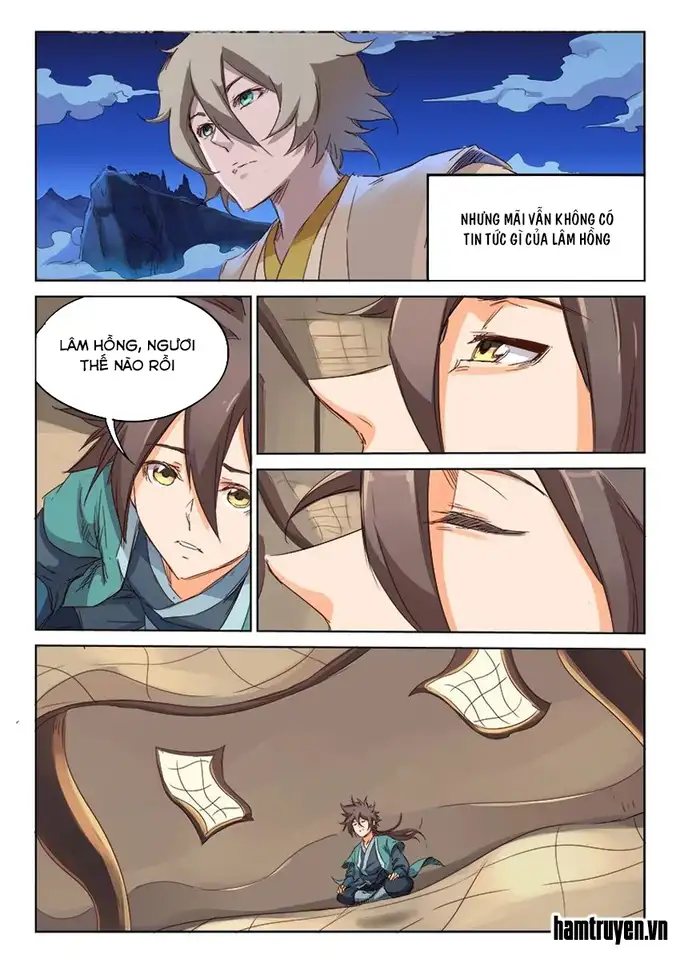 NHƯNG MÃI VẪN KHÔNG CÓ
TIN TỨC GÌ CỦA LÂM HỒNG
LÂM HỒNG, NGƯƠI
THẾ NÀO RỒI
hamtruyen.vn